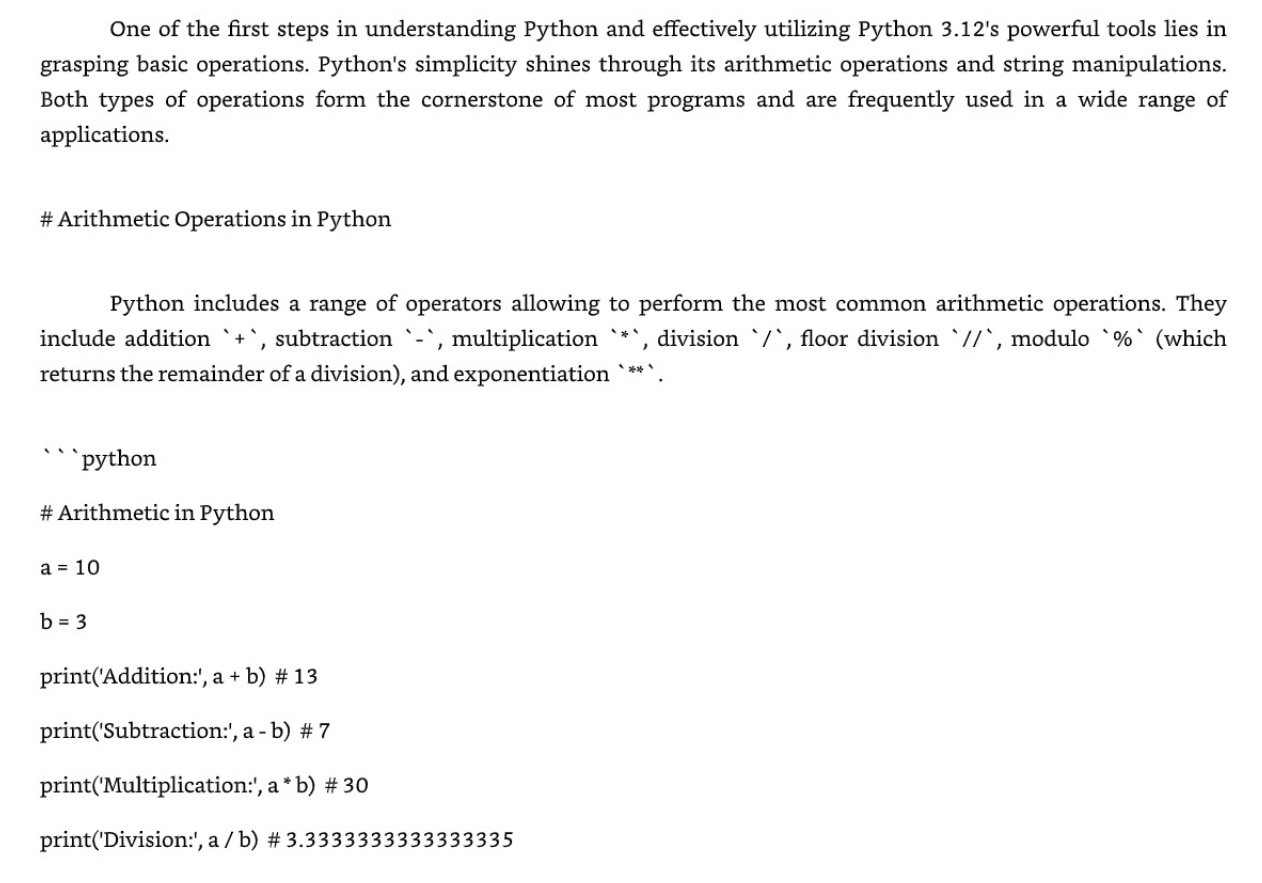 One of the first steps in understanding Python and effectively utilizing Python 3.12's powerful tools lies in
grasping basic operations. Python's simplicity shines through its arithmetic operations and string manipulations.
Both types of operations form the cornerstone of most programs and are frequently used in a wide range of
applications.
# Arithmetic Operations in Python
Python includes a range of operators allowing to perform the most common arithmetic operations. They
include addition `+`, subtraction `-`, multiplication `*`, division `/`, floor division `//`, modulo `%` (which
returns the remainder of a division), and exponentiation `**`.
```python
# Arithmetic in Python
a = 10
b = 3
print('Addition:', a + b) # 13
print('Subtraction:', a - b) # 7
print('Multiplication:', a * b) # 30
print('Division:', a / b) # 3.3333333333333335